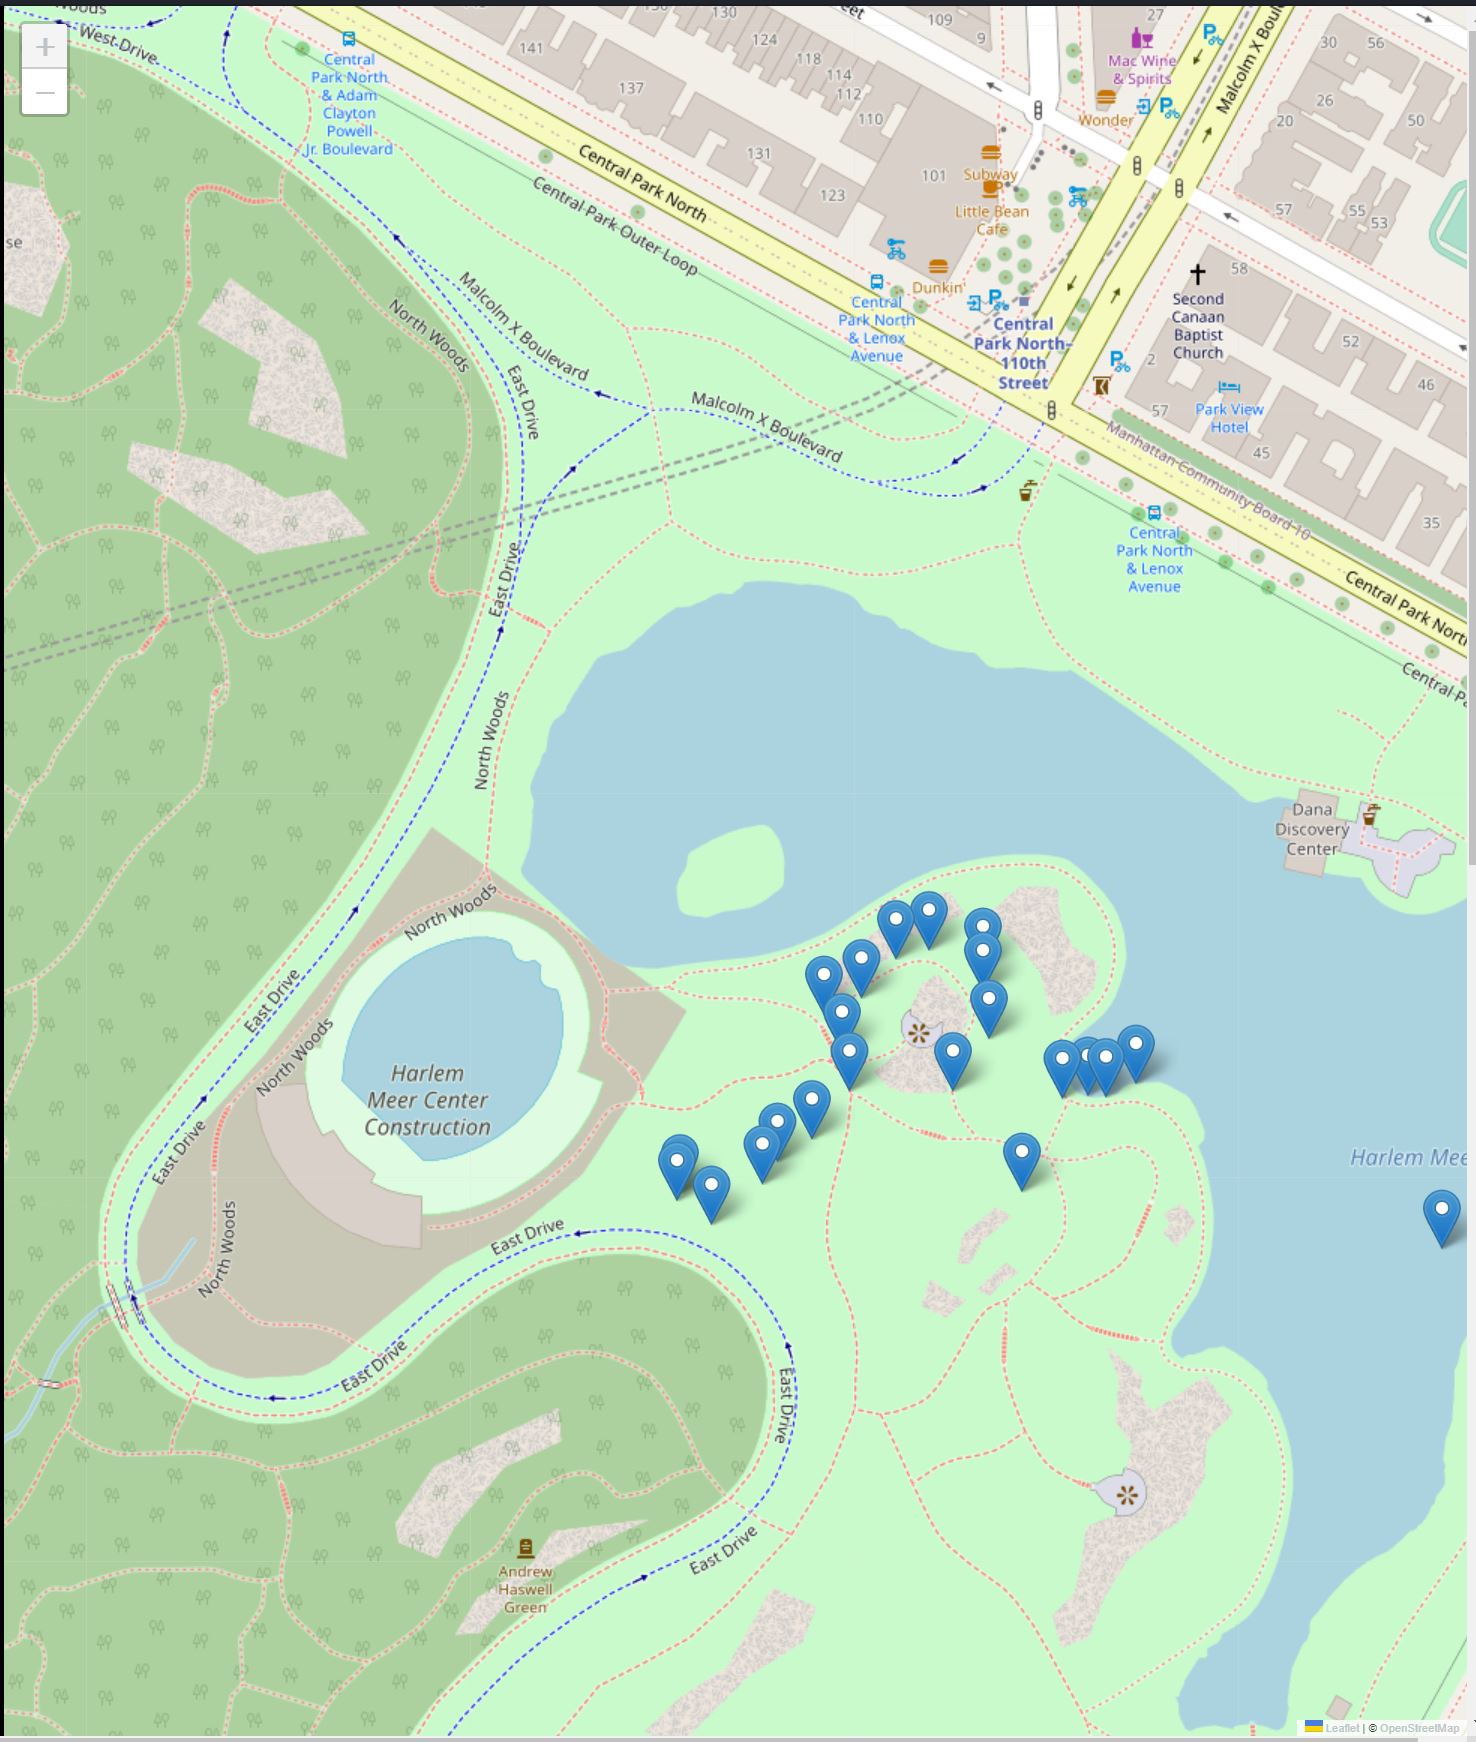 West Drive
Central
Park North
& Adam
Clayton
Powell
Jr. Boulevard
141
137
124
118
114
112
110
131
123
109
9
101
27
Mac Wine
& Spirits
Wonder
Malcolm X Boul
30
56
26
20
50
57
55
53
Subway
Little Bean
Cafe
Dunkin
Central Park North
Central Park Outer Loop
Central
Park North
& Lenox
Avenue
Central
Park North–
110th
Street
58
Second
Canaan
Baptist
Church
2
52
46
57
Park View
Hotel
45
35
Manhattan Community Board 10
Malcolm X Boulevard
North Woods
East Drive
Malcolm X Boulevard
Central
Park North
& Lenox
Avenue
Central Park North
Central Pa
East Drive
North Woods
Dana
Discovery
Center
North Woods
East Drive
North Woods
Harlem
Meer Center
Construction
East Drive
North Woods
East Drive
Harlem Mee
East Drive
East Drive
East Drive
Andrew
Haswell
Green
Leaflet | © OpenStreetMap